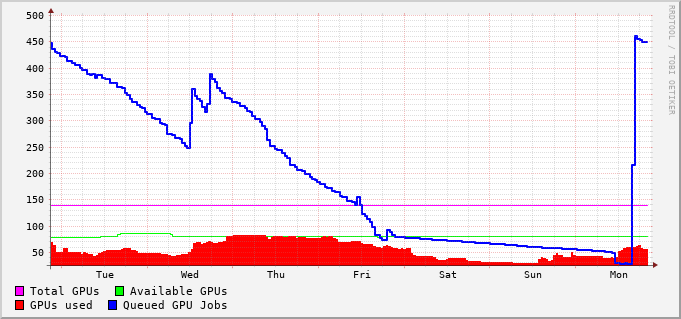 500
450
400
350
300
250
200
150
100
50
Tue Wed Thu Fri Sat Sun Mon
Total GPUs Available GPUs
GPUs used Queued GPU Jobs
RRDTOOL / TOBI OETIKER